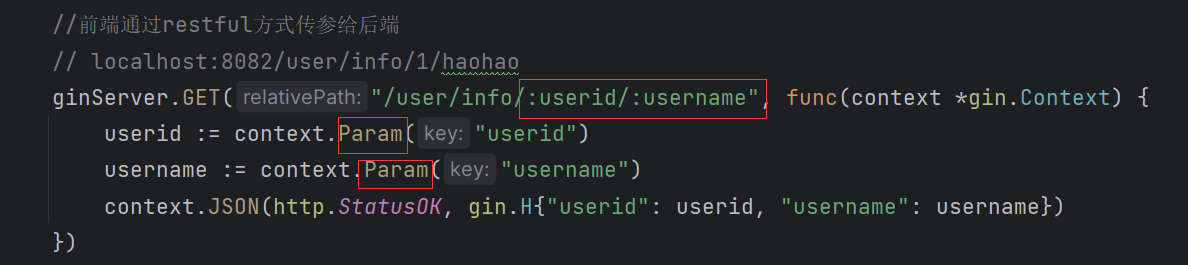 //前端通过restful方式传参给后端
// localhost:8082/user/info/1/haohao
ginServer.GET( relativePath: "/user/info/:userid/:username", func(context *gin.Context) {
    userid := context.Param( key: "userid")
    username := context.Param( key: "username")
    context.JSON(http.StatusOK, gin.H{"userid": userid, "username": username})
})